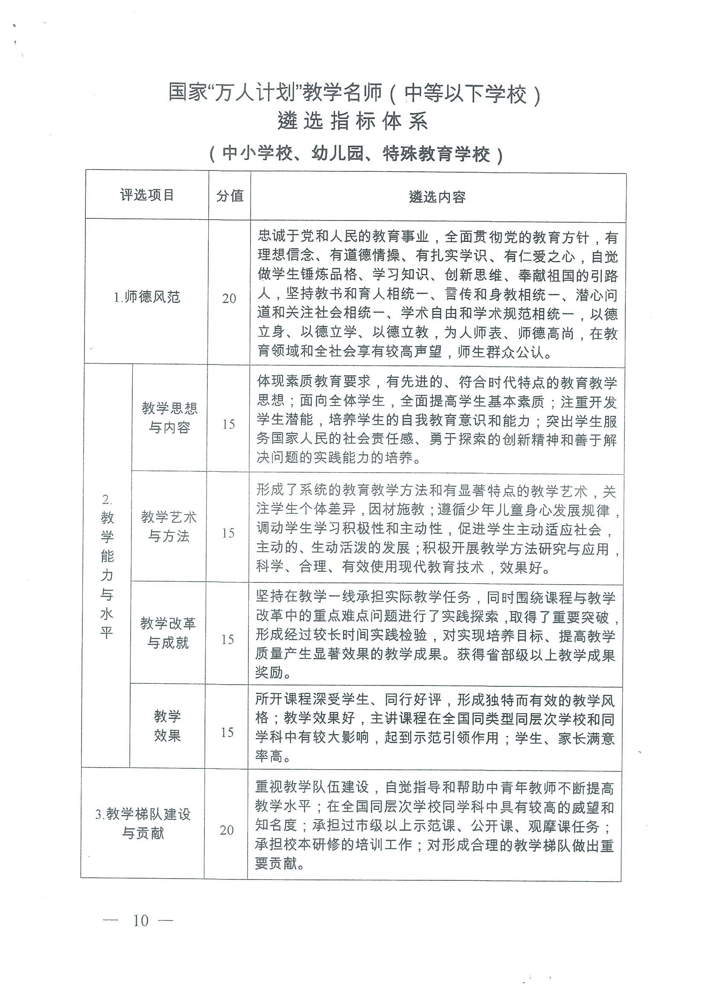 国家“万人计划”教学名师（中等以下学校）
遴选指标体系
（中小学校、幼儿园、特殊教育学校）
评选项目
分值
遴选内容
1.师德风范
20
忠诚于党和人民的教育事业，全面贯彻党的教育方针，有
理想信念、有道德情操、有扎实学识、有仁爱之心，自觉
做学生锤炼品格、学习知识、创新思维、奉献祖国的引路
人，坚持教书和育人相统一、言传和身教相统一、潜心问
道和关注社会相统一、学术自由和学术规范相统一，以德
立身、以德立学、以德立教，为人师表、师德高尚，在教
育领域和全社会享有较高声望，师生群众公认。
2.
教
学
能
力
与
水
平
教学思想
与内容
15
体现素质教育要求，有先进的、符合时代特点的教育教学
思想；面向全体学生，全面提高学生基本素质；注重开发
学生潜能，培养学生的自我教育意识和能力；突出学生服
务国家人民的社会责任感、勇于探索的创新精神和善于解
决问题的实践能力的培养。
教学艺术
与方法
15
形成了系统的教育教学方法和有显著特点的教学艺术，关
注学生个体差异，因材施教；遵循少年儿童身心发展规律，
调动学生学习积极性和主动性，促进学生主动适应社会，
主动的、生动活泼的发展；积极开展教学方法研究与应用，
科学、合理、有效使用现代教育技术，效果好。
教学改革
与成就
15
坚持在教学一线承担实际教学任务，同时围绕课程与教学
改革中的重点难点问题进行了实践探索，取得了重要突破，
形成经过较长时间实践检验，对实现培养目标、提高教学
质量产生显著效果的教学成果。获得省部级以上教学成果
奖励。
教学
效果
15
所开课程深受学生、同行好评，形成独特而有效的教学风
格；教学效果好，主讲课程在全国同类型同层次学校和同
学科中有较大影响，起到示范引领作用；学生、家长满意
率高。
3.教学梯队建设
与贡献
20
重视教学队伍建设，自觉指导和帮助中青年教师不断提高
教学水平；在全国同层次学校同学科中具有较高的威望和
知名度；承担过市级以上示范课、公开课、观摩课任务；
承担校本研修的培训工作；对形成合理的教学梯队做出重
要贡献。
— 10 —